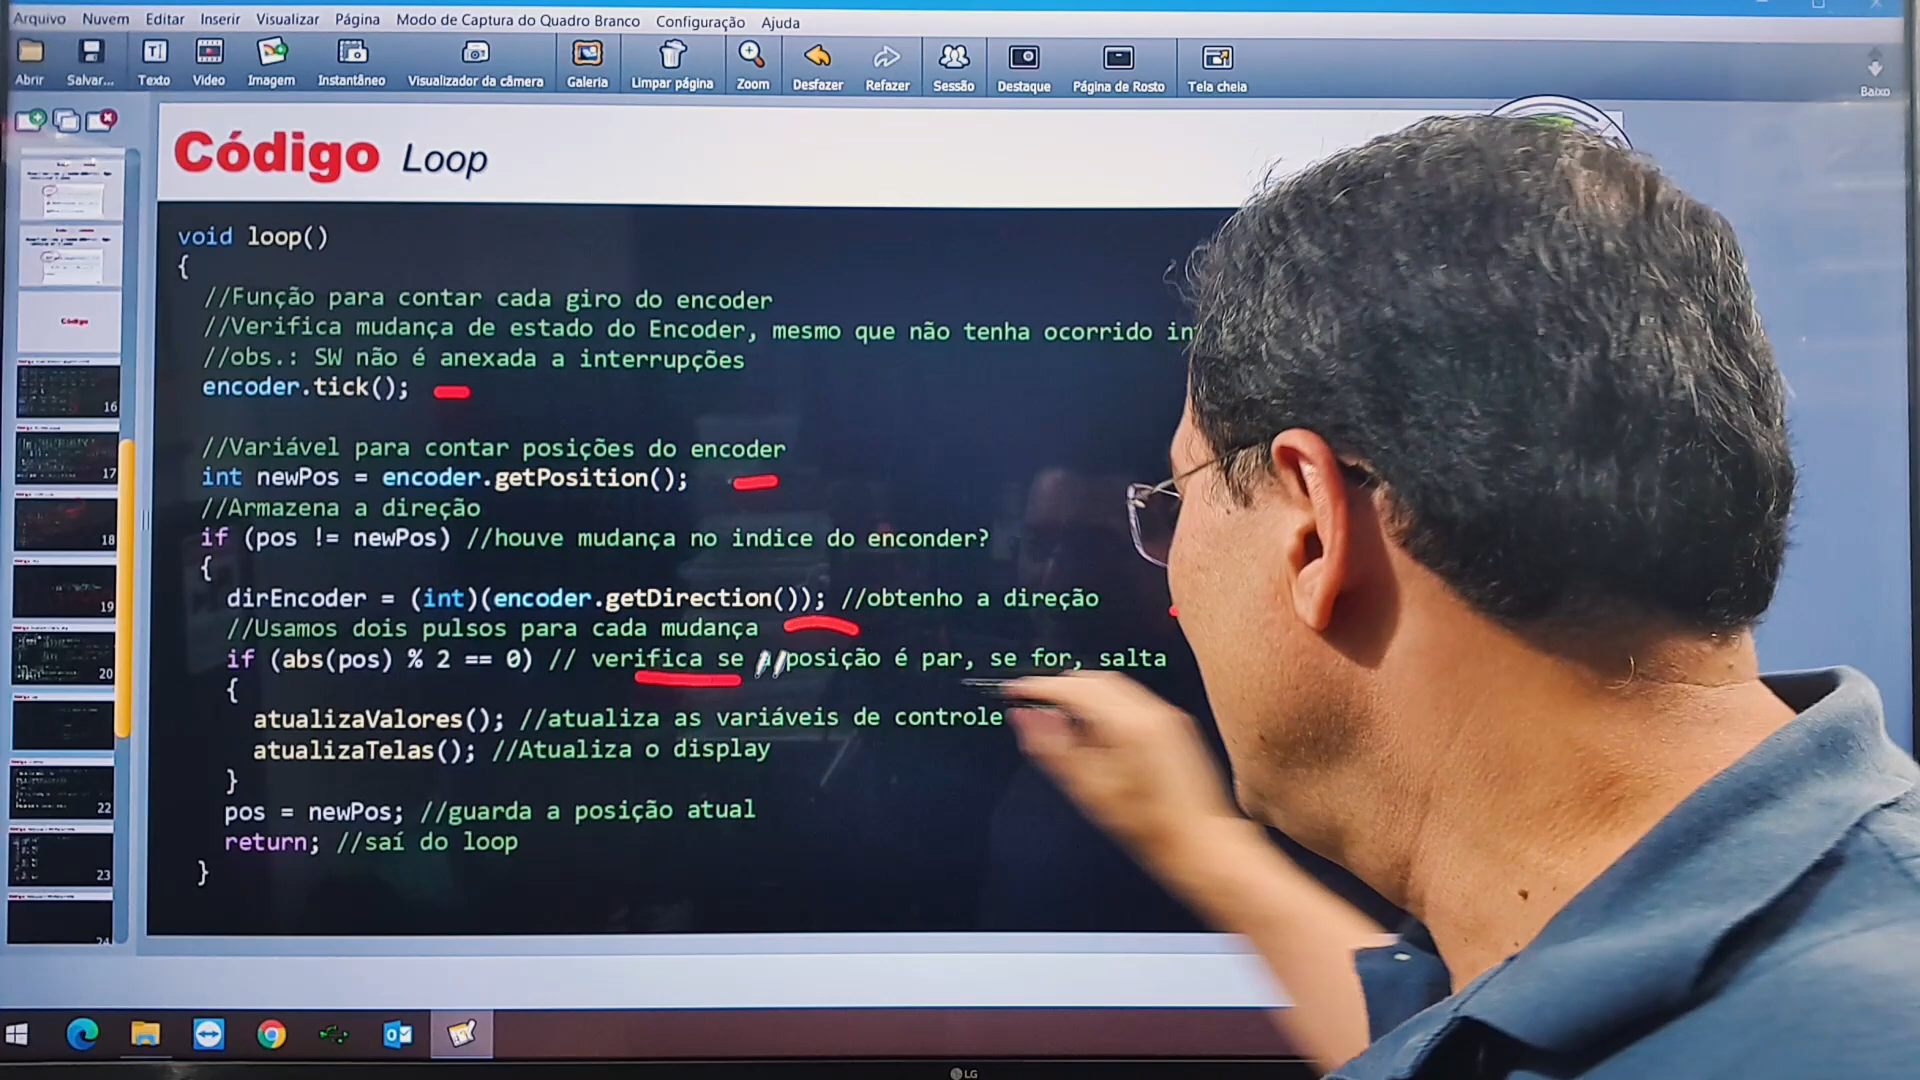 Arquivo Nuvem Editar Inserir Visualizar Página Modo de Captura do Quadro Branco Configuração Ajuda
Abrir Salvar... Texto Video Imagem Instantâneo Visualizador da câmera Galeria Limpar página Zoom Desfazer Refazer Sessão Destaque Página de Rosto Tela cheia Baixo
Código Loop
void loop()
{
//Função para contar cada giro do encoder
//Verifica mudança de estado do Encoder, mesmo que não tenha ocorrido
//obs.: SW não é anexada a interrupções
encoder.tick();
//Variável para contar posições do encoder
int newPos = encoder.getPosition();
//Armazena a direção
if (pos != newPos) //houve mudança no indice do enconder?
{
dirEncoder = (int)(encoder.getDirection()); //obtenho a direção
//Usamos dois pulsos para cada mudança
if (abs(pos) % 2 == 0) // verifica se posição é par, se for, salta
{
atualizaValores(); //atualiza as variáveis de controle
atualizaTelas(); //Atualiza o display
}
pos = newPos; //guarda a posição atual
return; //saí do loop
}
Código
16
17
18
19
20
22
23
24
LG